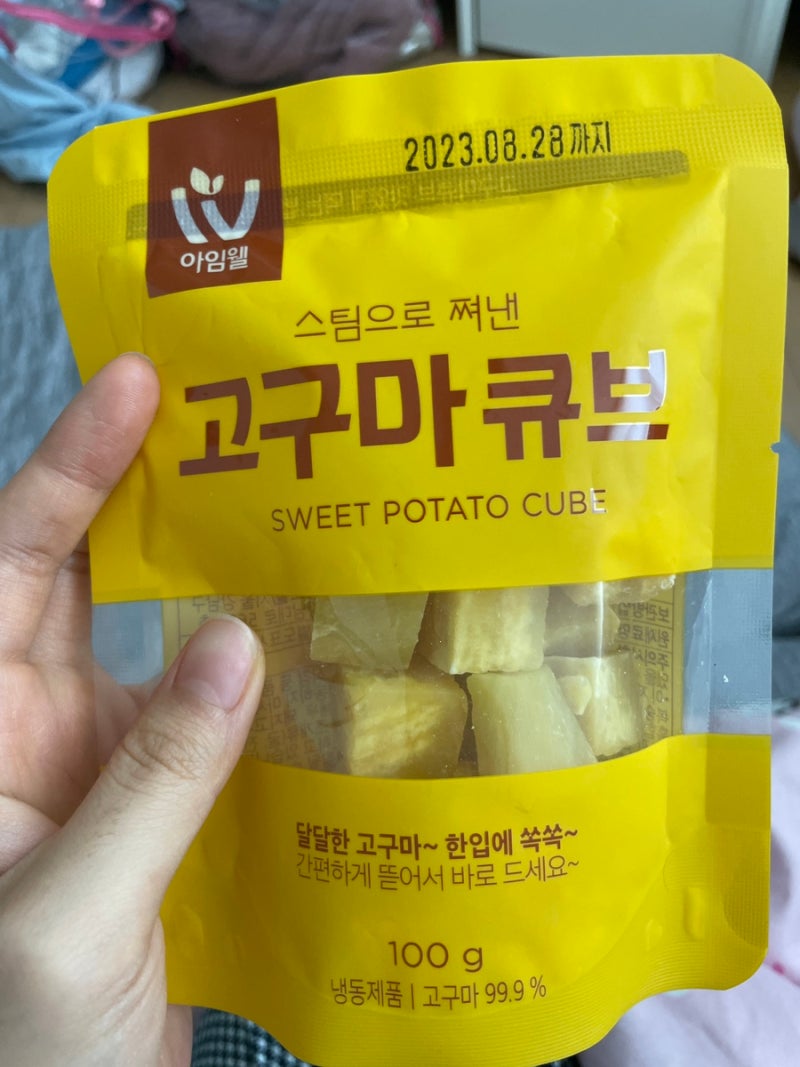 2023.08.28까지
아임웰
스팀으로 쪄낸
고구마큐브
SWEET POTATO CUBE
달달한 고구마~ 한입에 쏙쏙~
간편하게 뜯어서 바로 드세요~
100 g
냉동제품 | 고구마 99.9 %